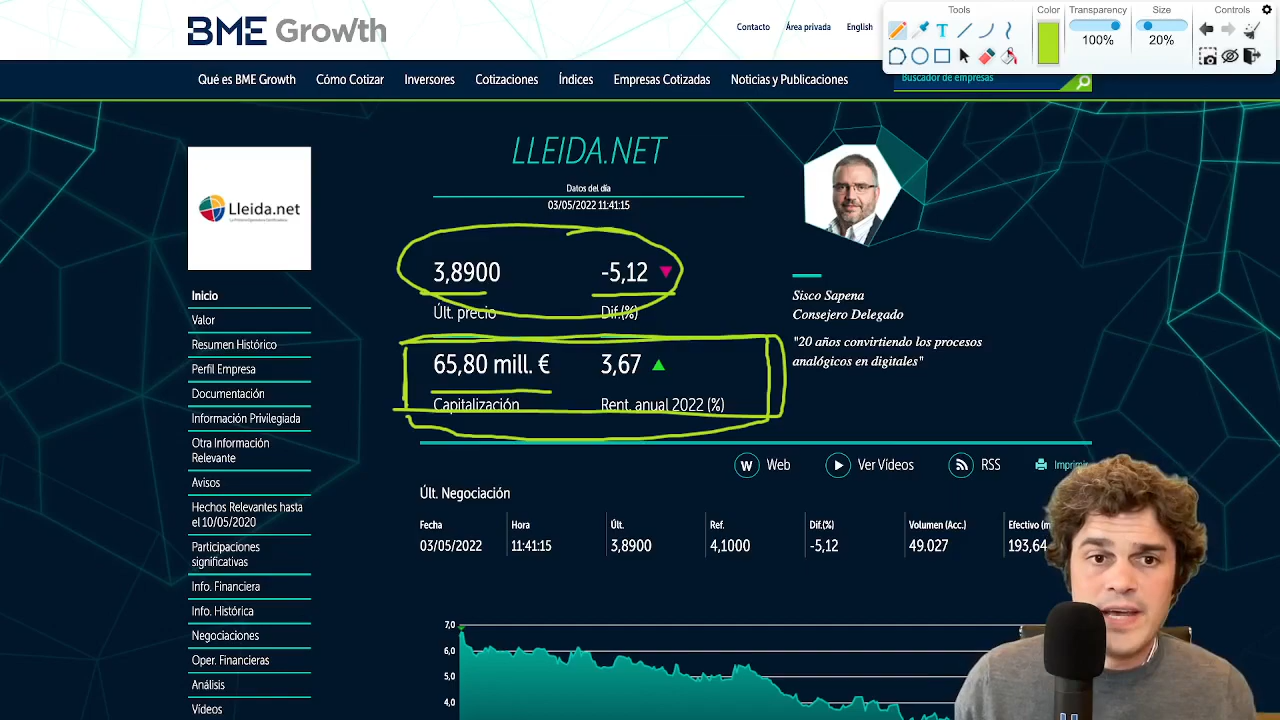 BME Growth
Contacto Área privada English
Tools
Color
Transparency
100%
Size
20%
Controls
Qué es BME Growth Cómo Cotizar Inversores Cotizaciones Índices Empresas Cotizadas Noticias y Publicaciones
Buscador de empresas
LLEIDA.NET
Datos del día
03/05/2022 11:41:15
Lleida.net
3,8900 -5,12
Últ. precio Dif.(%)
65,80 mill. € 3,67
Capitalización Rent. anual 2022 (%)
Sisco Sapena
Consejero Delegado
"20 años convirtiendo los procesos
analógicos en digitales"
Inicio
Valor
Resumen Histórico
Perfil Empresa
Documentación
Información Privilegiada
Otra Información
Relevante
Avisos
Hechos Relevantes hasta
el 10/05/2020
Participaciones
significativas
Info. Financiera
Info. Histórica
Negociaciones
Oper. Financieras
Análisis
Vídeos
W Web Ver Vídeos RSS Imprimir
Últ. Negociación
Fecha Hora Últ. Ref. Dif.(%) Volumen (Acc.) Efectivo (m
03/05/2022 11:41:15 3,8900 4,1000 -5,12 49.027 193,64
7,0
6,0
5,0
4,0